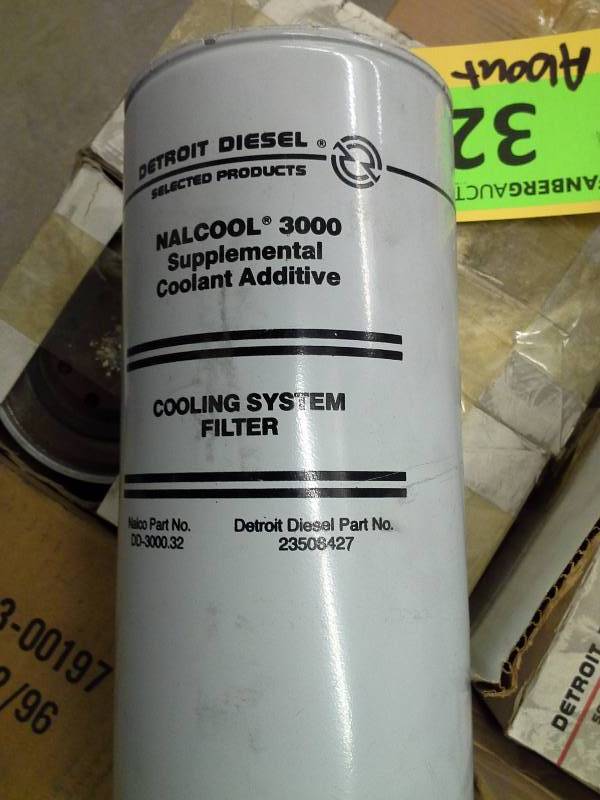 DETROIT DIESEL ®
SELECTED PRODUCTS
NALCOOL® 3000
Supplemental
Coolant Additive
COOLING SYSTEM
FILTER
Nalco Part No.
DD-3000.32
Detroit Diesel Part No.
23508427
About
32
ANBERGAUCT
3-00197
/96
DETROIT